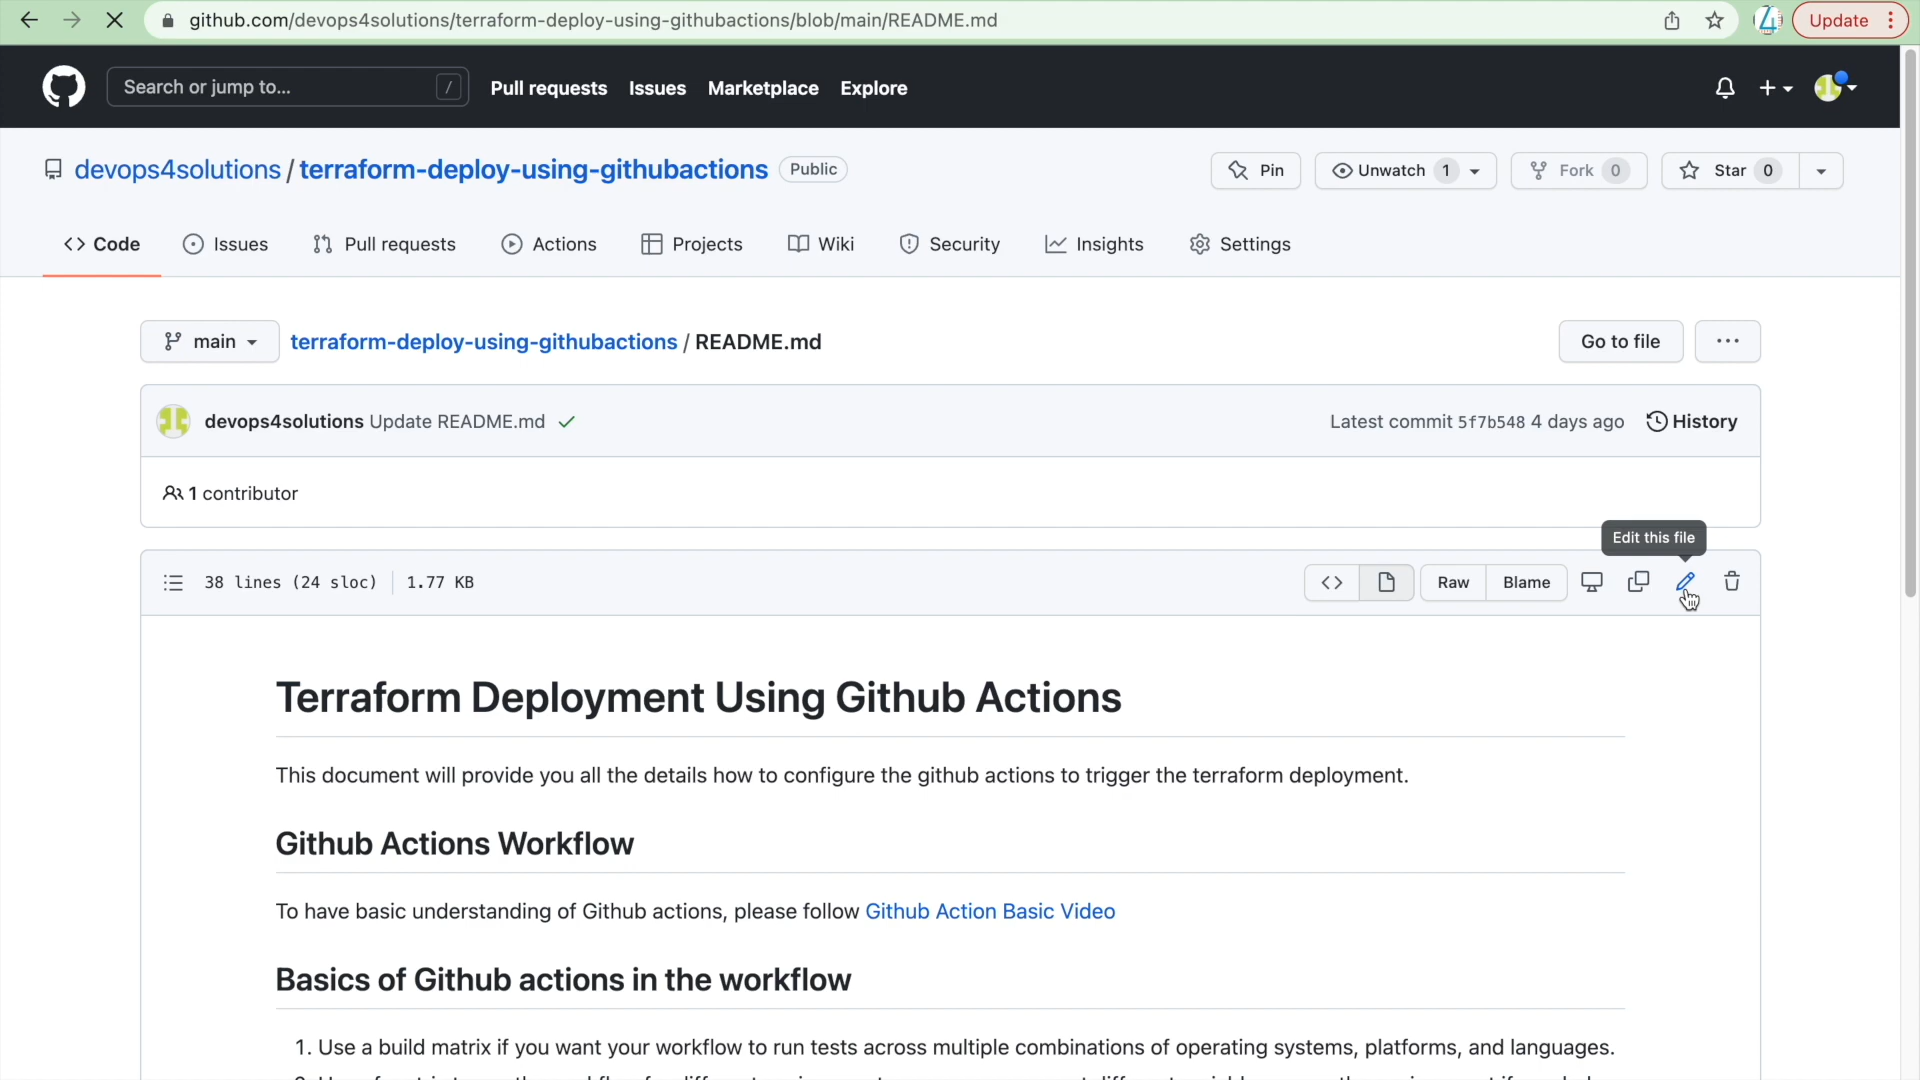 github.com/devops4solutions/terraform-deploy-using-githubactions/blob/main/README.md
Update
Search or jump to... /
Pull requests Issues Marketplace Explore
devops4solutions / terraform-deploy-using-githubactions Public
Pin Unwatch 1 Fork 0 Star 0
Code Issues Pull requests Actions Projects Wiki Security Insights Settings
main terraform-deploy-using-githubactions / README.md Go to file ...
devops4solutions Update README.md Latest commit 5f7b548 4 days ago History
1 contributor
Edit this file
38 lines (24 sloc) 1.77 KB Raw Blame
Terraform Deployment Using Github Actions
This document will provide you all the details how to configure the github actions to trigger the terraform deployment.
Github Actions Workflow
To have basic understanding of Github actions, please follow Github Action Basic Video
Basics of Github actions in the workflow
1. Use a build matrix if you want your workflow to run tests across multiple combinations of operating systems, platforms, and languages.